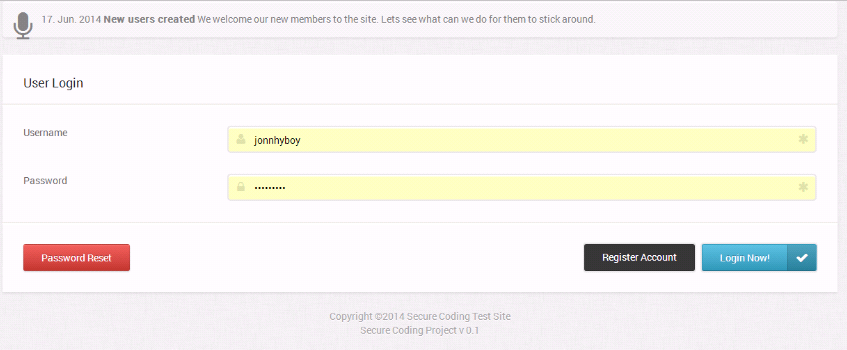 17. Jun. 2014 New users created We welcome our new members to the site. Lets see what can we do for them to stick around.
User Login
Username
jonnhyboy
Password
•••••••••
Password Reset
Register Account
Login Now!
Copyright ©2014 Secure Coding Test Site
Secure Coding Project v 0.1